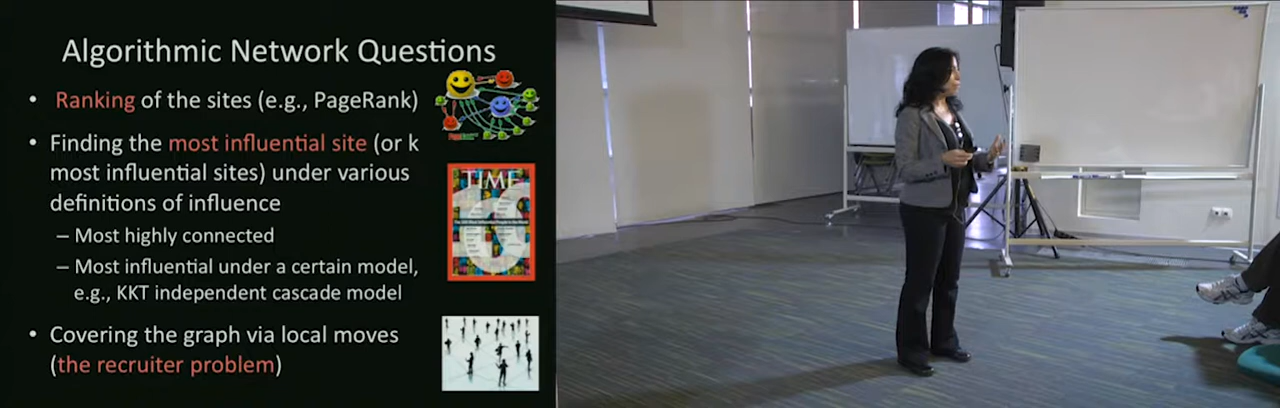 Algorithmic Network Questions
• Ranking of the sites (e.g., PageRank)
• Finding the most influential site (or k
most influential sites) under various
definitions of influence
– Most highly connected
– Most influential under a certain model,
e.g., KKT independent cascade model
TIME
• Covering the graph via local moves
(the recruiter problem)